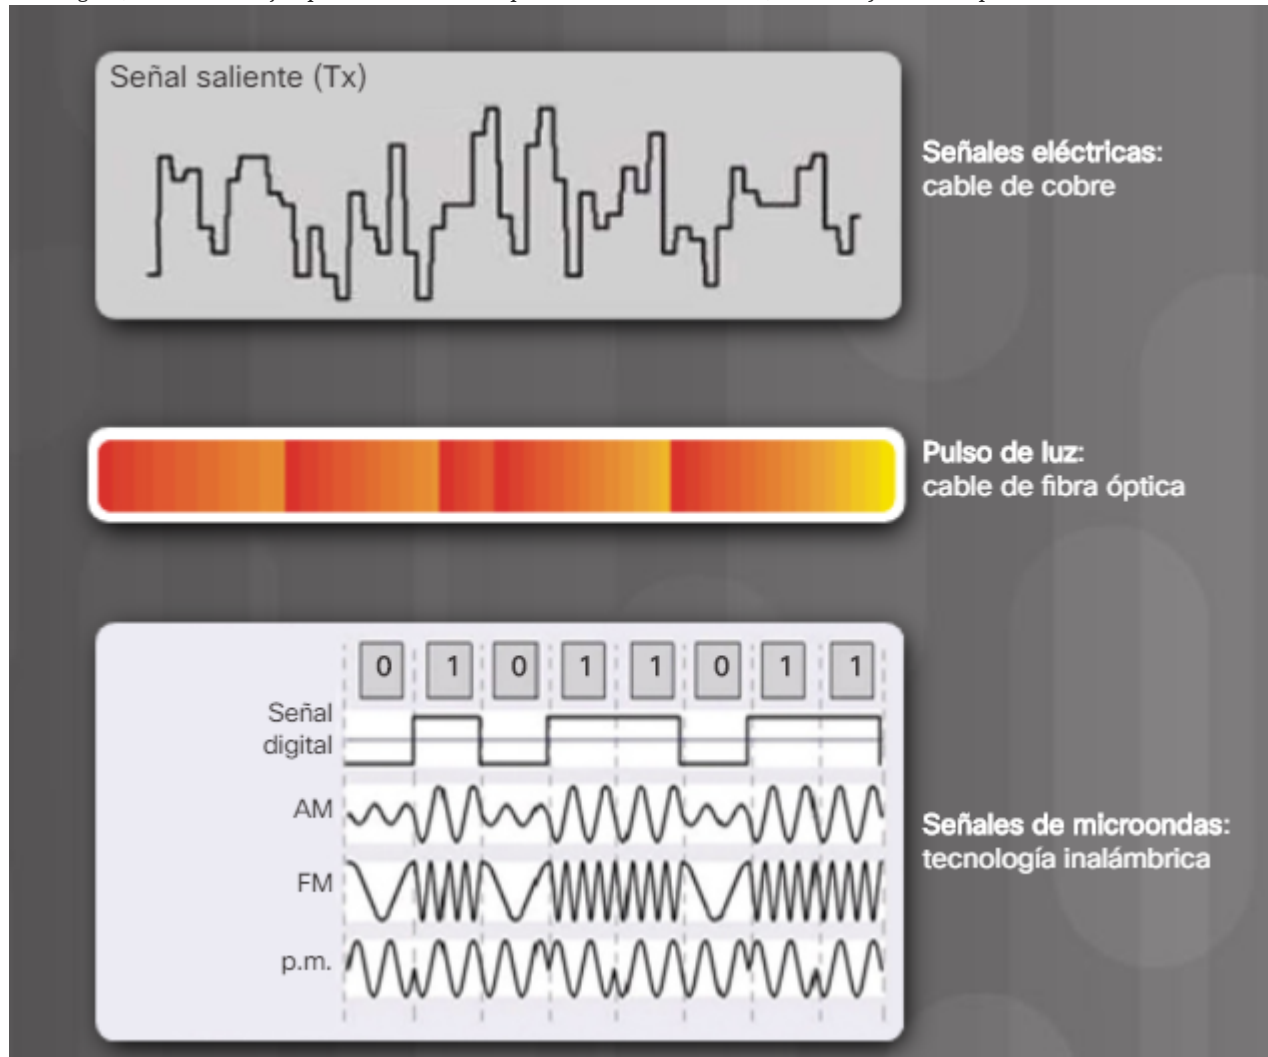 Señal saliente (Tx)
Señales eléctricas:
cable de cobre
Pulso de luz:
cable de fibra óptica
0 1 0 1 1 0 1 1
Señal
digital
AM
FM
p.m.
Señales de microondas:
tecnología inalámbrica